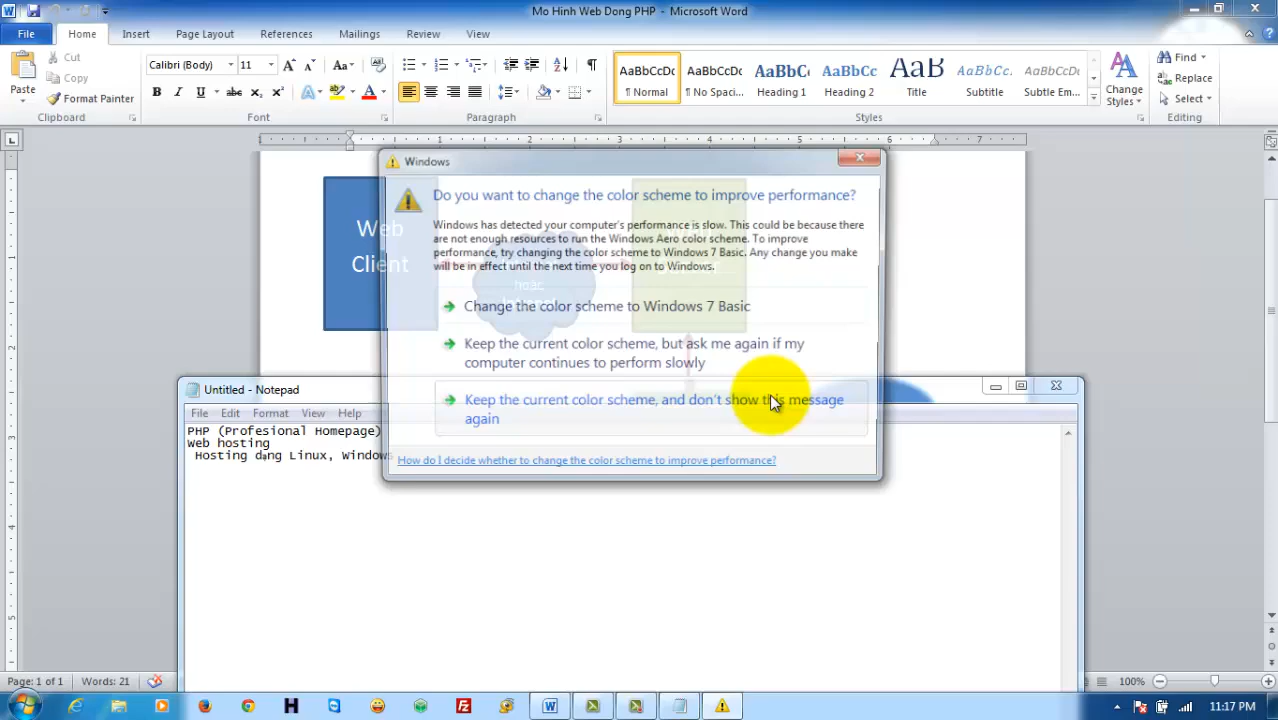 Mo Hinh Web Dong PHP - Microsoft Word
File Home Insert Page Layout References Mailings Review View
Paste
Cut
Copy
Format Painter
Clipboard
Calibri (Body) 11
Font
Paragraph
AaBbCcDc AaBbCcDc AaBbC AaBbCc AaB AaBbCc. AaBbCcDc
¶ Normal ¶ No Spaci... Heading 1 Heading 2 Title Subtitle Subtle Em...
Change
Styles
Styles
Find
Replace
Select
Editing
1 2 3 4 5 6 7
Web
Client
hoặc
Windows
Do you want to change the color scheme to improve performance?
Windows has detected your computer's performance is slow. This could be because there
are not enough resources to run the Windows Aero color scheme. To improve
performance, try changing the color scheme to Windows 7 Basic. Any change you make
will be in effect until the next time you log on to Windows.
Change the color scheme to Windows 7 Basic
Keep the current color scheme, but ask me again if my
computer continues to perform slowly
Keep the current color scheme, and don't show this message
again
How do I decide whether to change the color scheme to improve performance?
Untitled - Notepad
File Edit Format View Help
PHP (Profesional Homepage)
Web hosting
Hosting dạng Linux, Windows
Page: 1 of 1 Words: 21
100%
11:17 PM